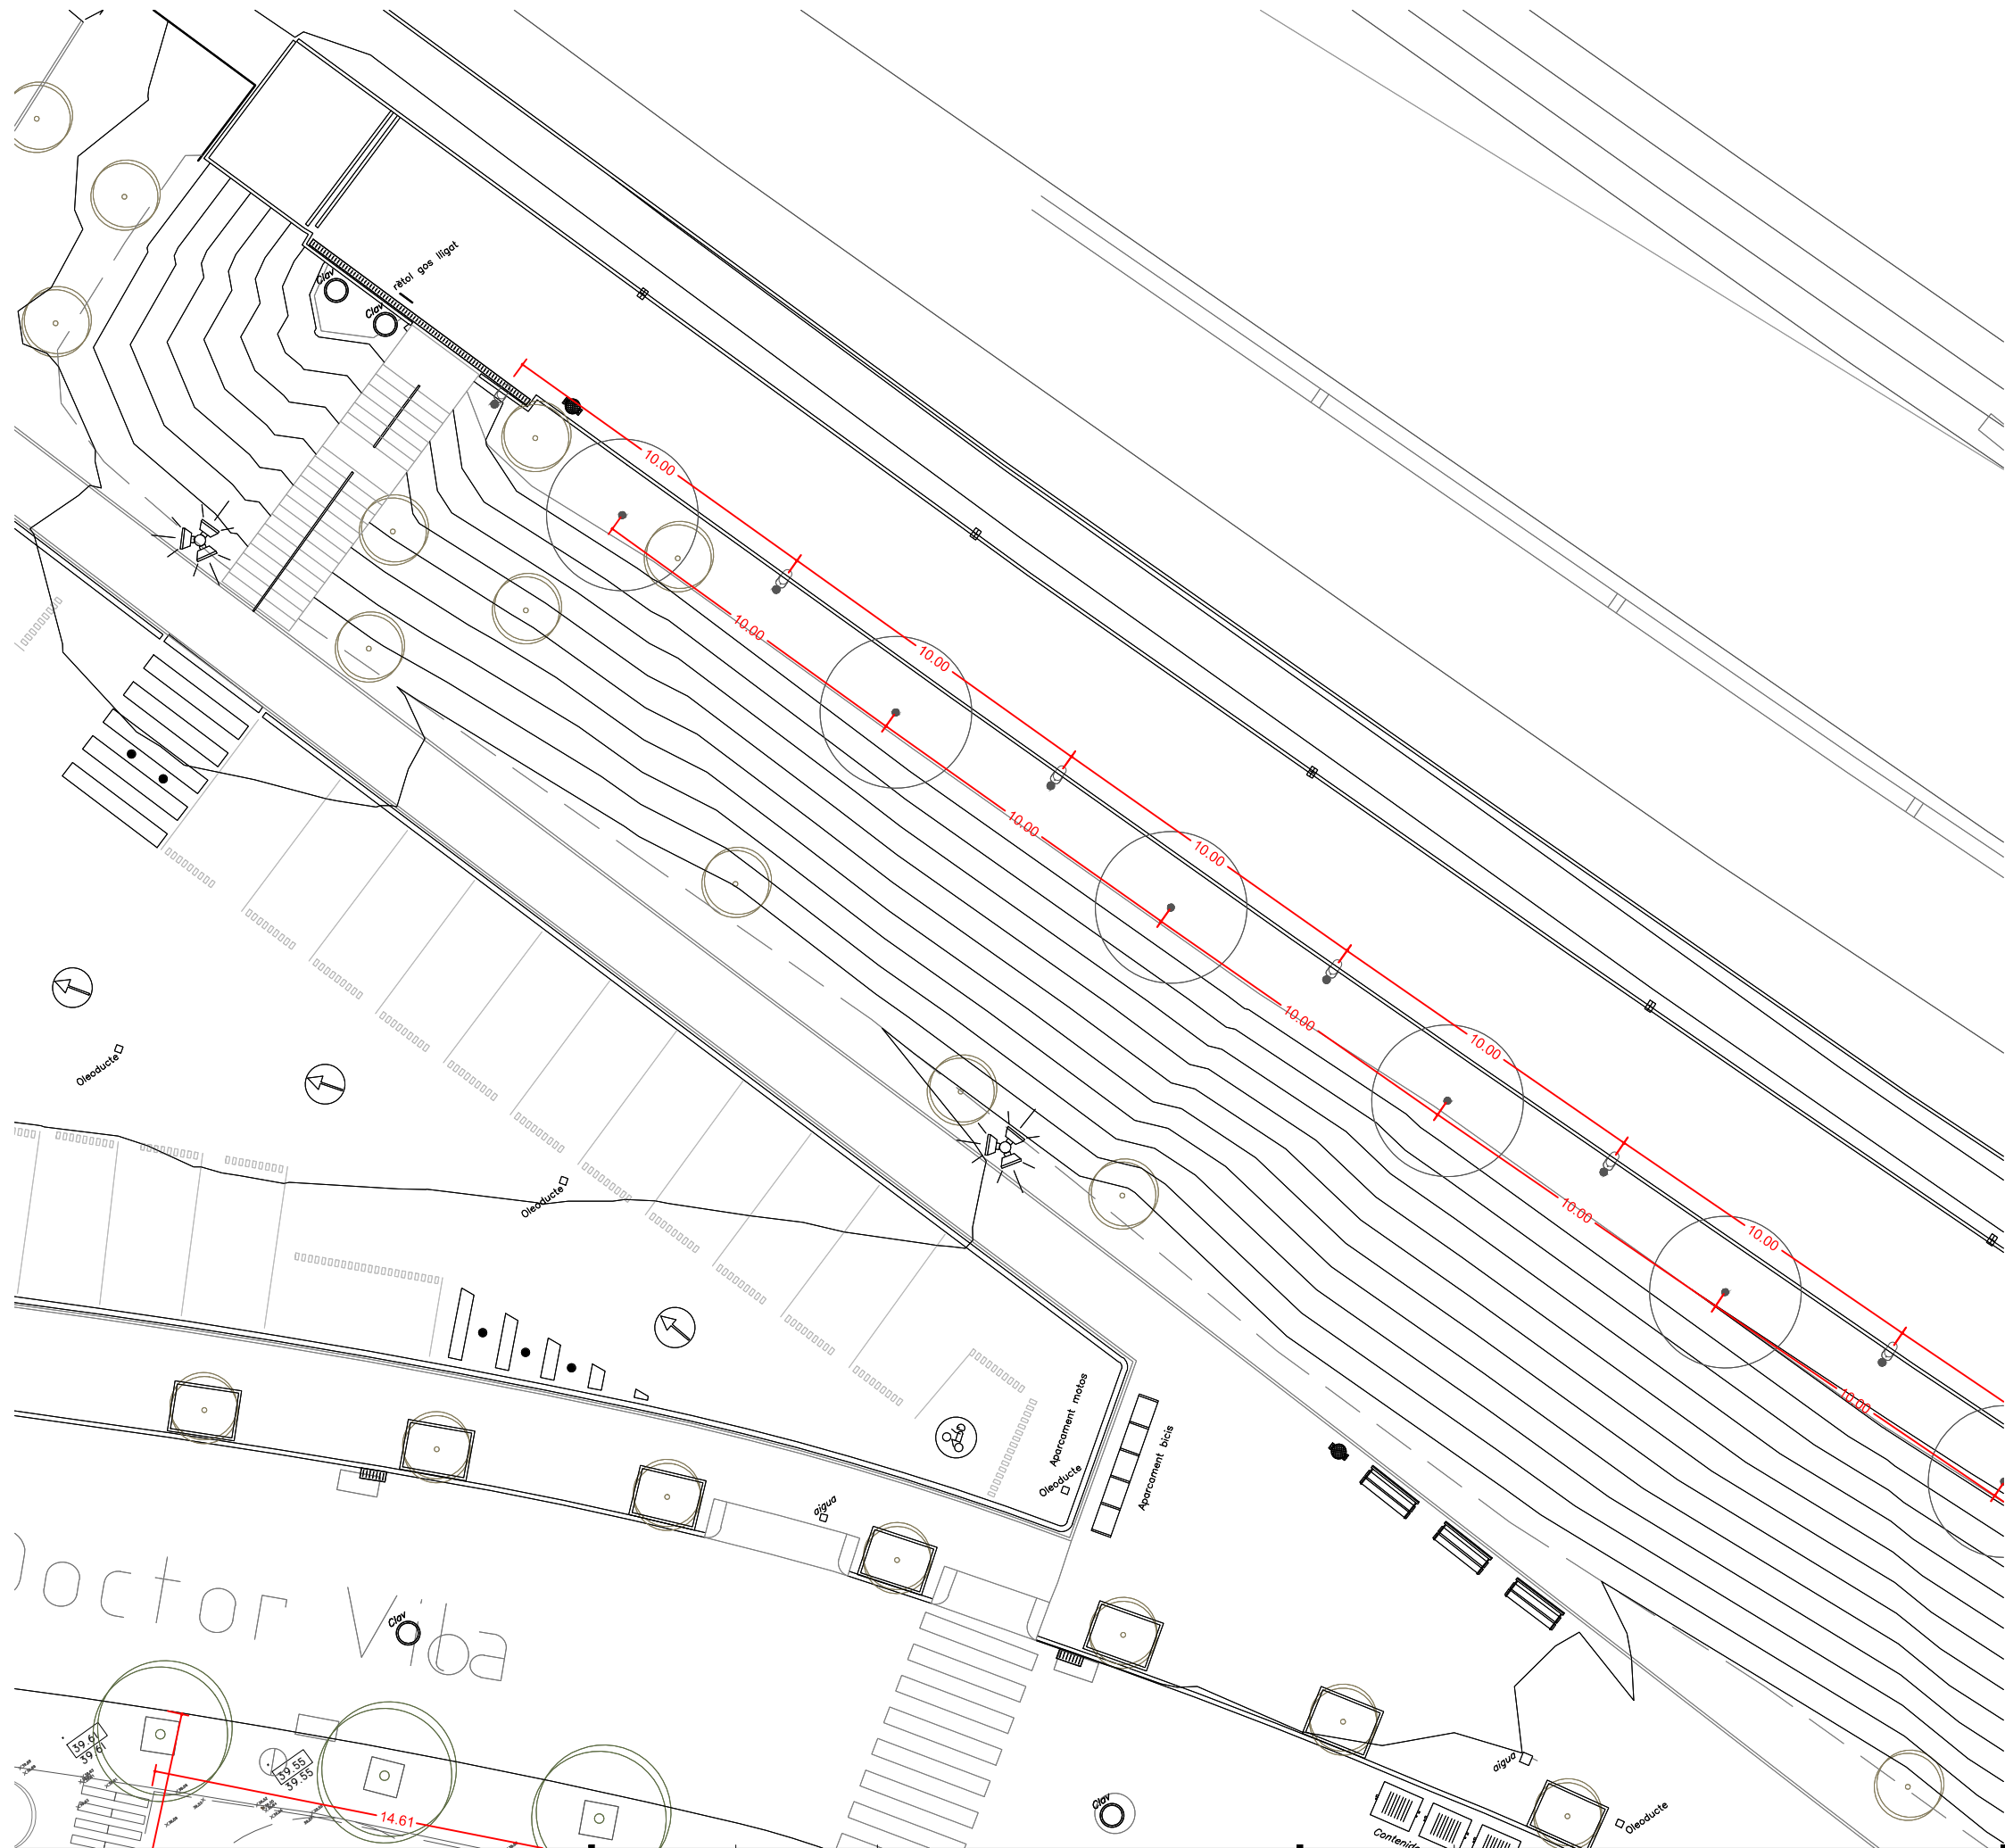 rètol gos lligat
Clav
Clav
10.00
10.00
10.00
10.00
10.00
10.00
10.00
10.00
10.00
10.00
10.00
Oleoducte
Oleoducte
Aparcament motos
Aparcament bicis
Oleoducte
aigua
Doctor Vilba
Clav
39.61
39.61
39.55
39.55
14.61
Clav
aigua
Oleoducte